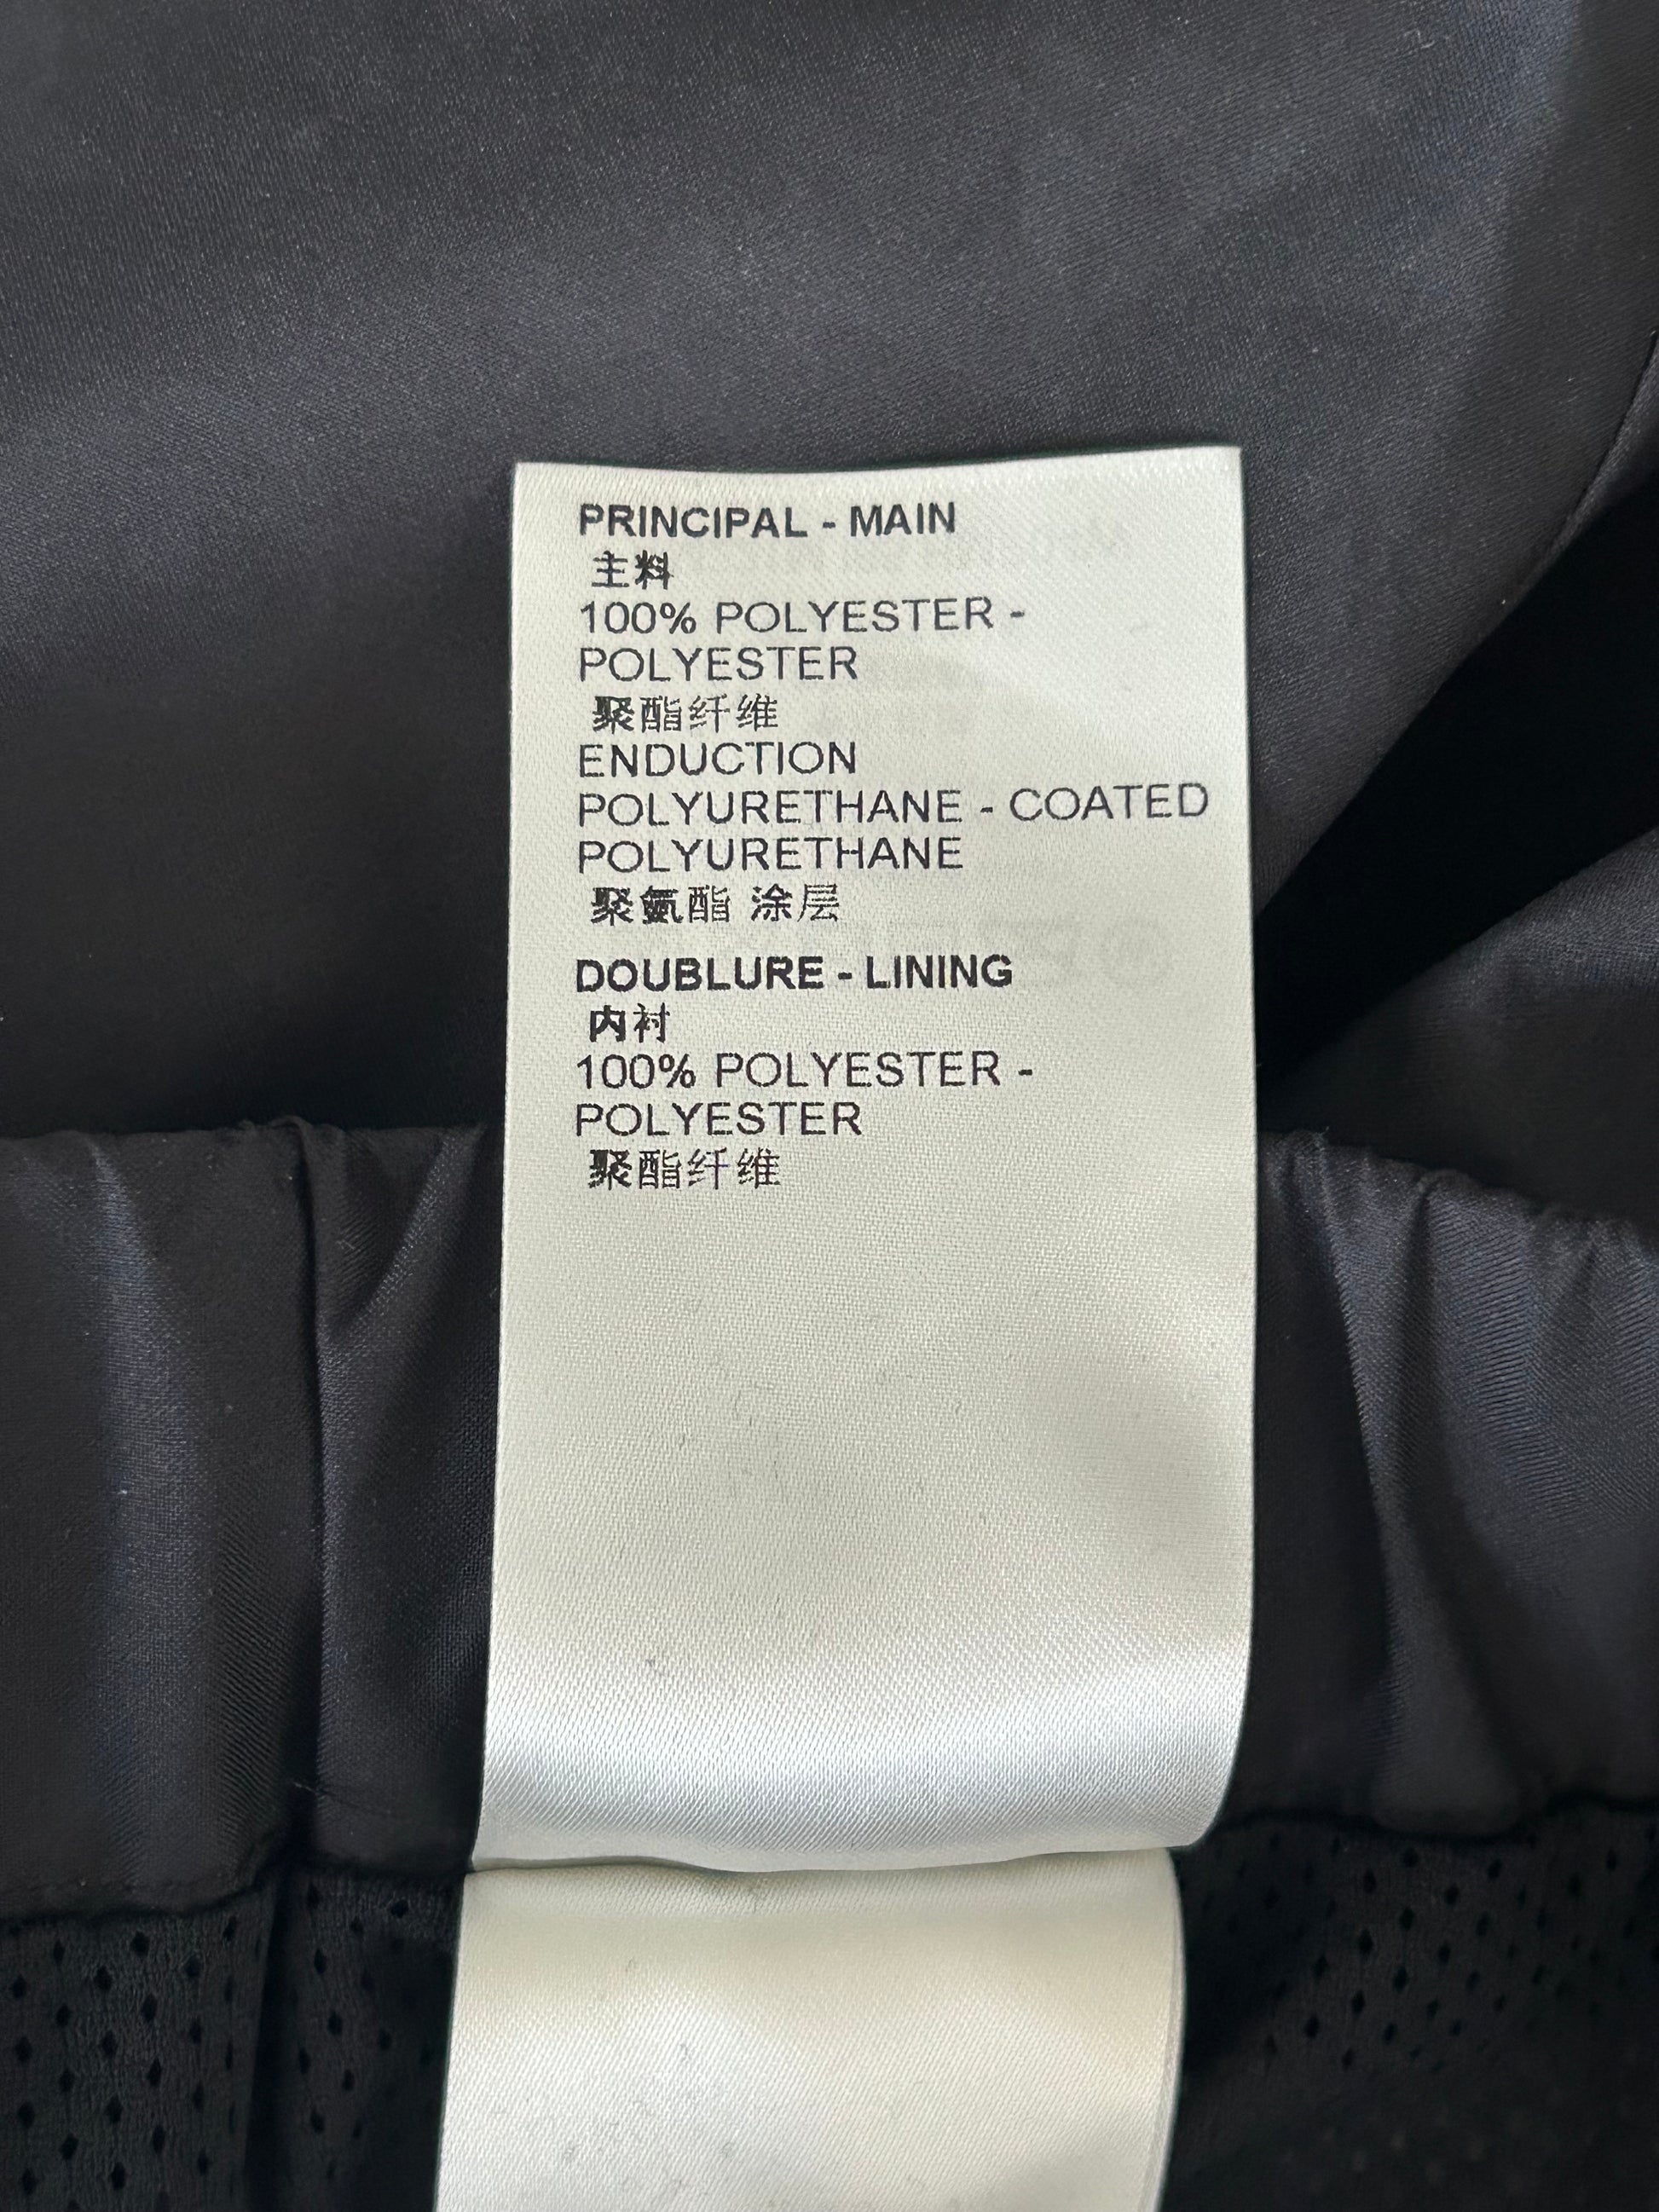 PRINCIPAL - MAIN
主料
100% POLYESTER -
POLYESTER
聚酯纤维
ENDUCTION
POLYURETHANE - COATED
POLYURETHANE
聚氨酯 涂层
DOUBLURE - LINING
内衬
100% POLYESTER -
POLYESTER
聚酯纤维